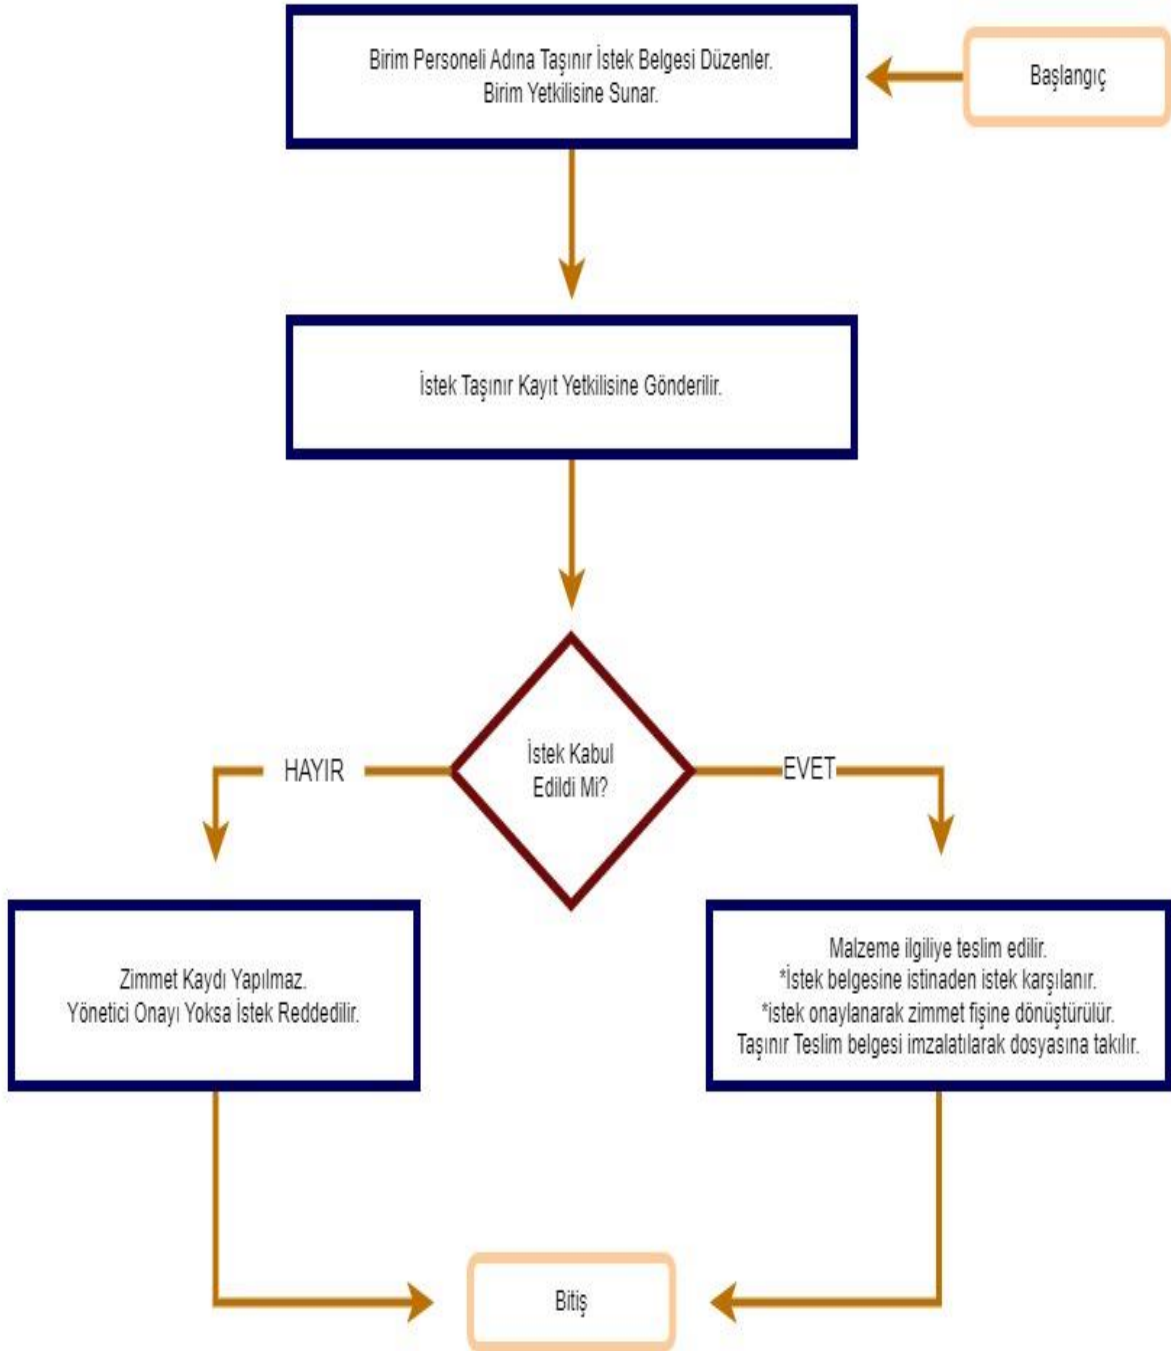 Başlangıç
Birim Personeli Adına Taşınır İstek Belgesi Düzenler.
Birim Yetkilisine Sunar.
İstek Taşınır Kayıt Yetkilisine Gönderilir.
İstek Kabul
Edildi Mi?
HAYIR
EVET
Zimmet Kaydı Yapılmaz.
Yönetici Onayı Yoksa İstek Reddedilir.
Malzeme ilgiliye teslim edilir.
*İstek belgesine istinaden istek karşılanır.
*istek onaylanarak zimmet fişine dönüştürülür.
Taşınır Teslim belgesi imzalatılarak dosyasına takılır.
Bitiş